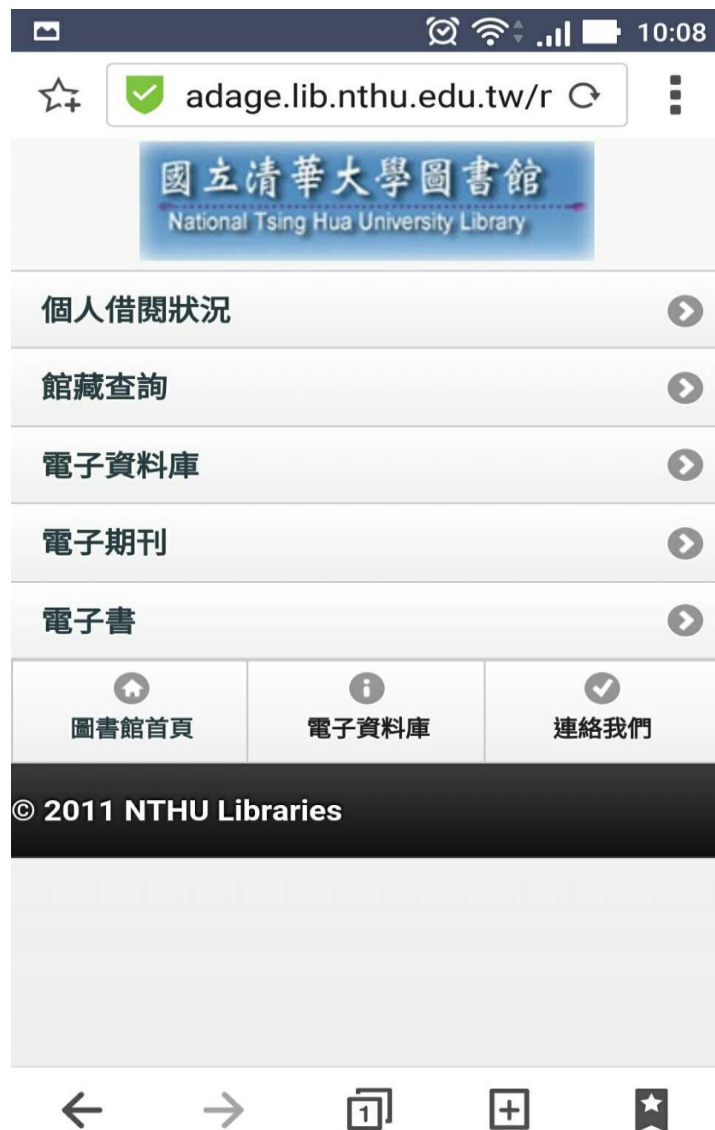 10:08
adage.lib.nthu.edu.tw/r
國立清華大學圖書館
National Tsing Hua University Library
個人借閱狀況
館藏查詢
電子資料庫
電子期刊
電子書
圖書館首頁 電子資料庫 連絡我們
© 2011 NTHU Libraries
1